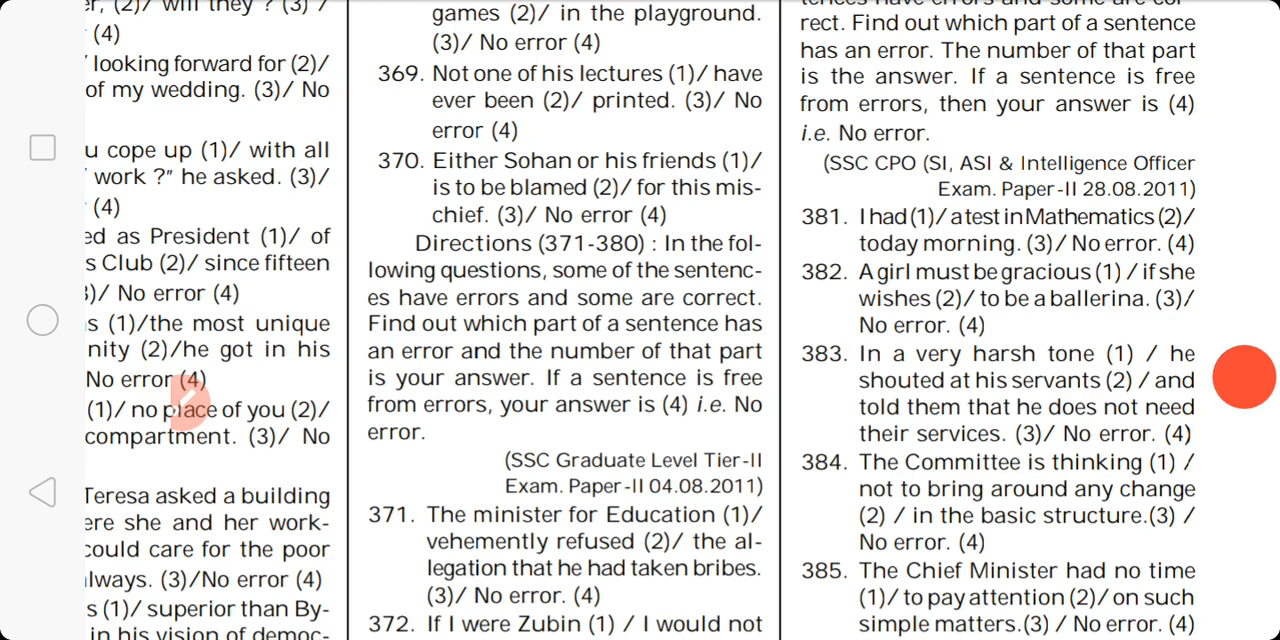 er, (2)/ will they ? (3) /
(4)
looking forward for (2)/
of my wedding. (3)/ No
u cope up (1)/ with all
work ?" he asked. (3)/
(4)
ed as President (1)/ of
s Club (2)/ since fifteen
)/ No error (4)
s (1)/the most unique
nity (2)/he got in his
No error (4)
(1)/ no place of you (2)/
compartment. (3)/ No
Teresa asked a building
ere she and her work-
could care for the poor
lways. (3)/No error (4)
s (1)/ superior than By-
in his vision of democ-
games (2)/ in the playground.
(3)/ No error (4)
369. Not one of his lectures (1)/ have
ever been (2)/ printed. (3)/ No
error (4)
370. Either Sohan or his friends (1)/
is to be blamed (2)/ for this mis-
chief. (3)/ No error (4)
Directions (371-380) : In the fol-
lowing questions, some of the sentenc-
es have errors and some are correct.
Find out which part of a sentence has
an error and the number of that part
is your answer. If a sentence is free
from errors, your answer is (4) i.e. No
error.
(SSC Graduate Level Tier-II
Exam. Paper-II 04.08.2011)
371. The minister for Education (1)/
vehemently refused (2)/ the al-
legation that he had taken bribes.
(3)/ No error. (4)
372. If I were Zubin (1) / I would not
tences have errors and some are cor-
rect. Find out which part of a sentence
has an error. The number of that part
is the answer. If a sentence is free
from errors, then your answer is (4)
i.e. No error.
(SSC CPO (SI, ASI & Intelligence Officer
Exam. Paper-II 28.08.2011)
381. I had (1)/ a test in Mathematics (2)/
today morning. (3)/ No error. (4)
382. A girl must be gracious (1) / if she
wishes (2)/ to be a ballerina. (3)/
No error. (4)
383. In a very harsh tone (1) / he
shouted at his servants (2) / and
told them that he does not need
their services. (3)/ No error. (4)
384. The Committee is thinking (1) /
not to bring around any change
(2) / in the basic structure.(3) /
No error. (4)
385. The Chief Minister had no time
(1)/ to pay attention (2)/ on such
simple matters.(3) / No error. (4)